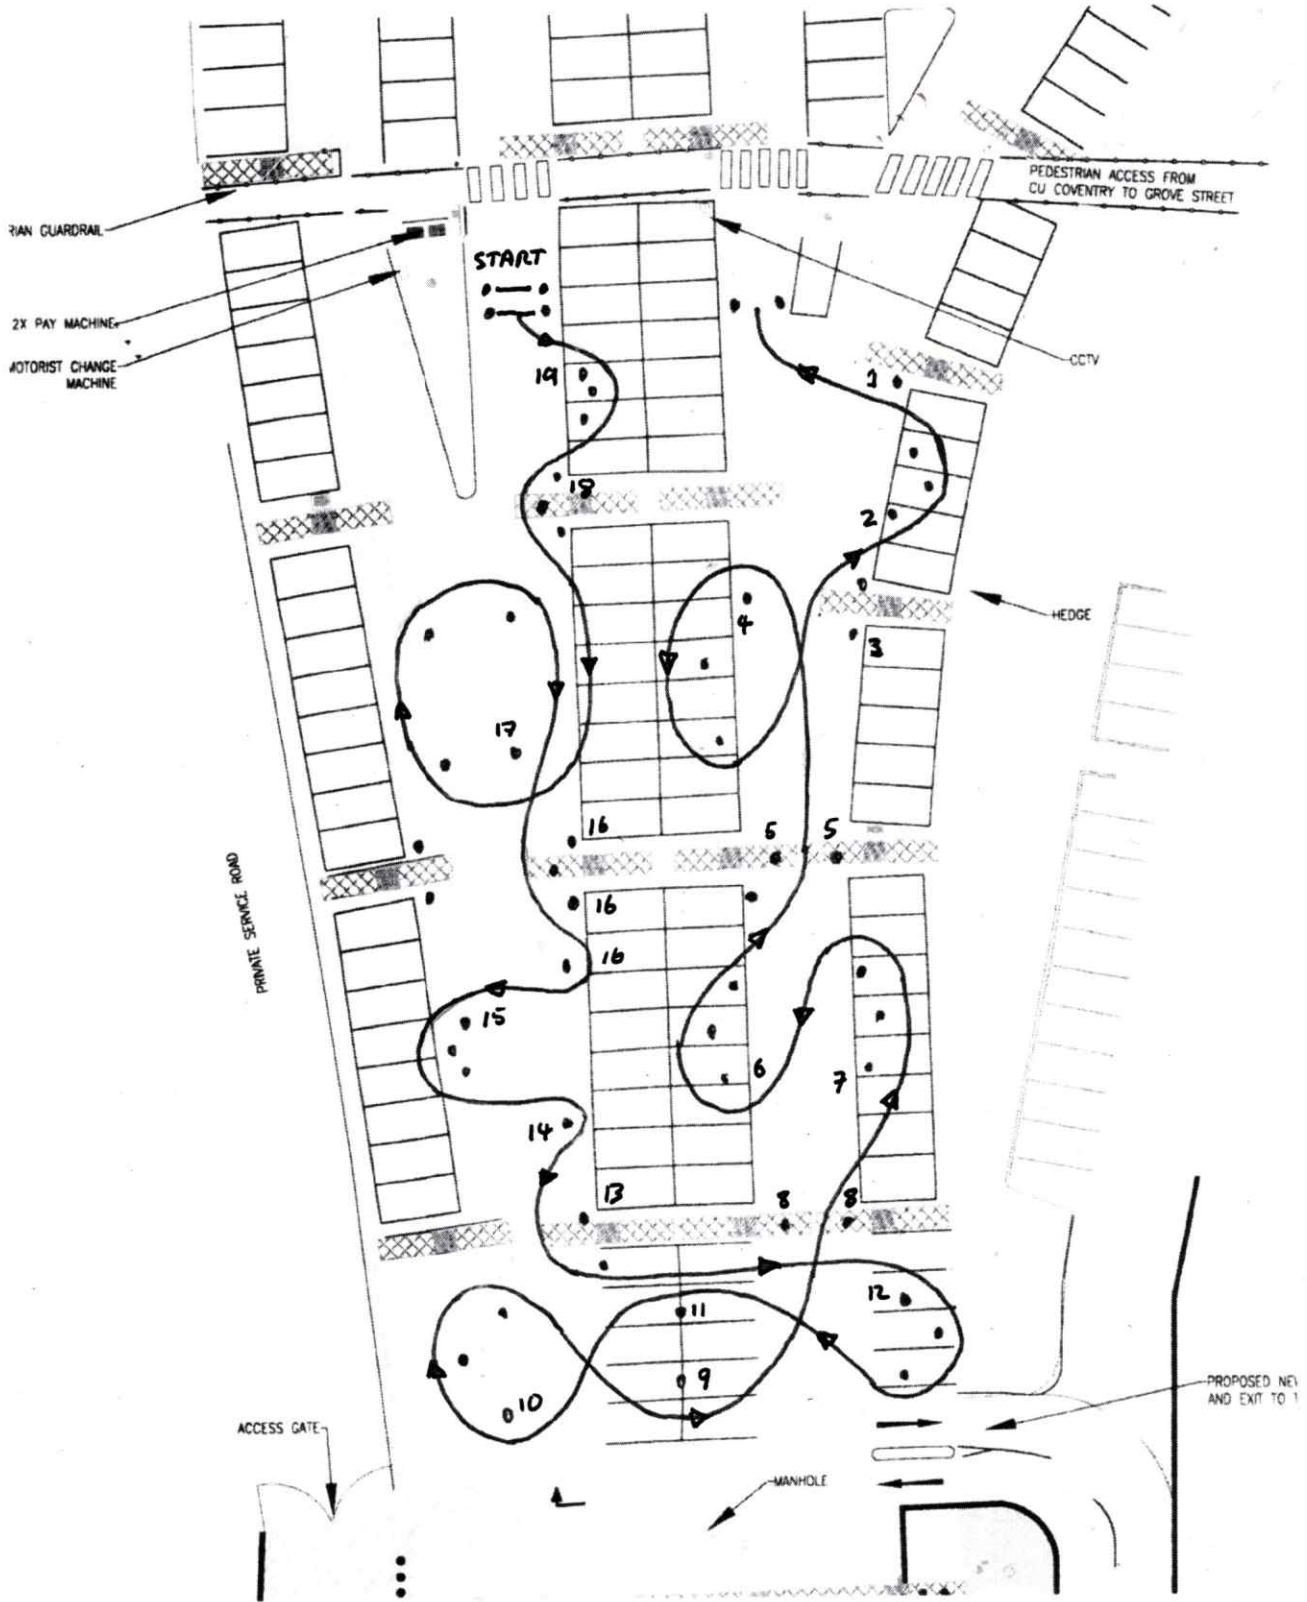 PEDESTRIAN ACCESS FROM
CU COVENTRY TO GROVE STREET
RIAN GUARDRAIL
START
2X PAY MACHINE
MOTORIST CHANGE
MACHINE
CCTV
19
1
18
2
HEDGE
4
3
17
16
5
5
16
16
PRIVATE SERVICE ROAD
15
6
7
14
13
8
8
12
11
9
10
PROPOSED NE
AND EXIT TO
ACCESS GATE
MANHOLE